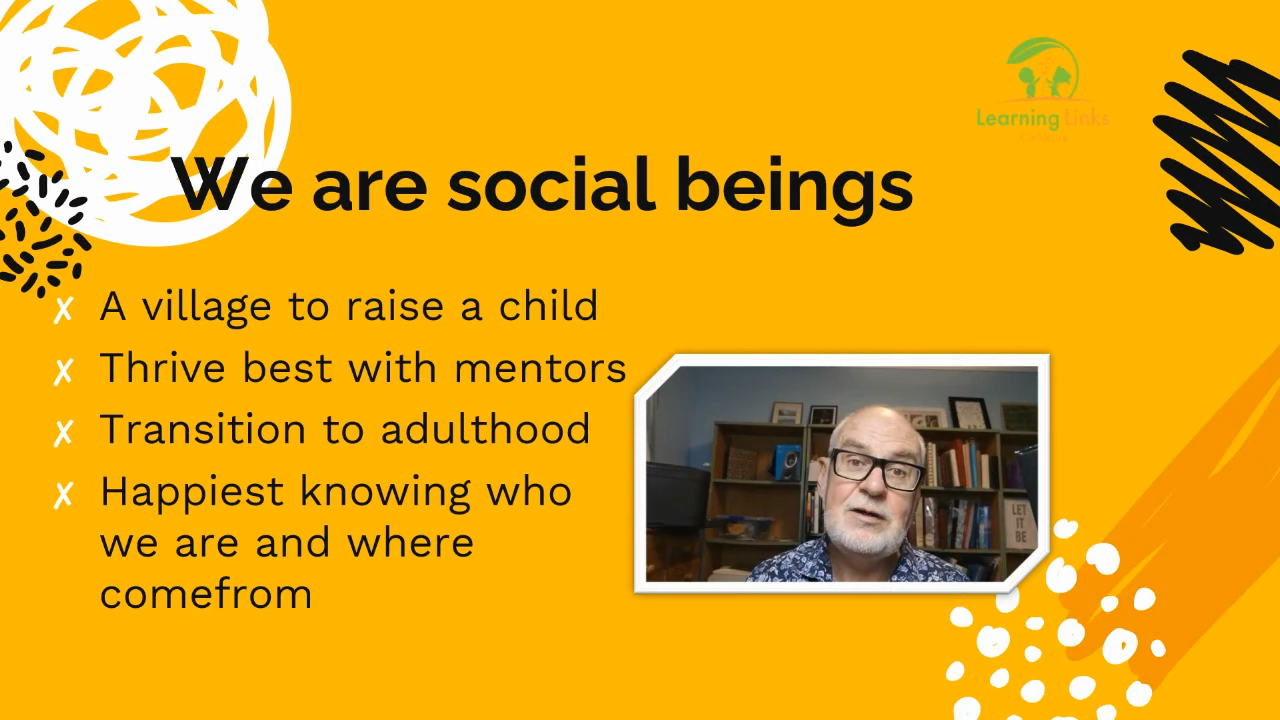 Learning Links
We are social beings
A village to raise a child
Thrive best with mentors
Transition to adulthood
Happiest knowing who
we are and where
comefrom
LET
IT
BE